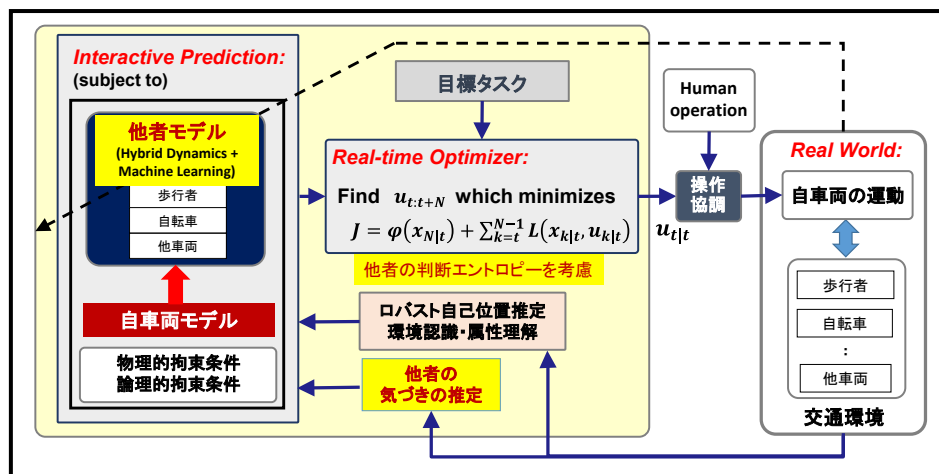 Interactive Prediction:
(subject to)
他者モデル
(Hybrid Dynamics +
Machine Learning)
歩行者
自転車
他車両
自車両モデル
物理的拘束条件
論理的拘束条件
目標タスク
Real-time Optimizer:
Find u_{t:t+N} which minimizes
J = φ(x_{N|t}) + ∑_{k=t}^{N-1} L(x_{k|t}, u_{k|t})
他者の判断エントロピーを考慮
ロバスト自己位置推定
環境認識・属性理解
他者の
気づきの推定
Human
operation
操作
協調
u_{t|t}
Real World:
自車両の運動
歩行者
自転車
:
他車両
交通環境